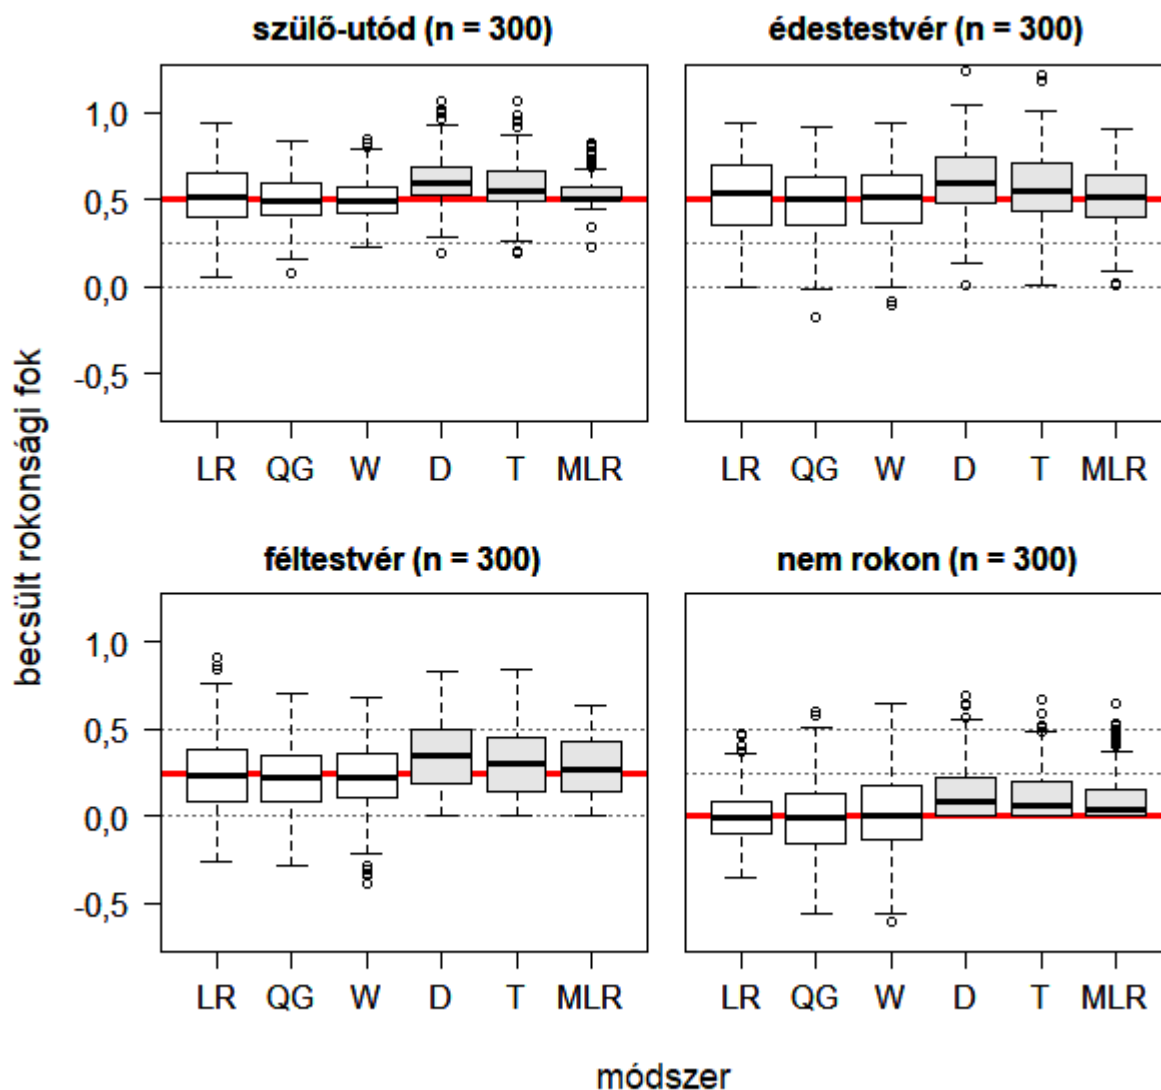 szülő-utód (n = 300)
édestestvér (n = 300)
1,0
0,5
0,0
-0,5
LR QG W D T MLR
LR QG W D T MLR
féltestvér (n = 300)
nem rokon (n = 300)
1,0
0,5
0,0
-0,5
LR QG W D T MLR
LR QG W D T MLR
becsült rokonsági fok
módszer